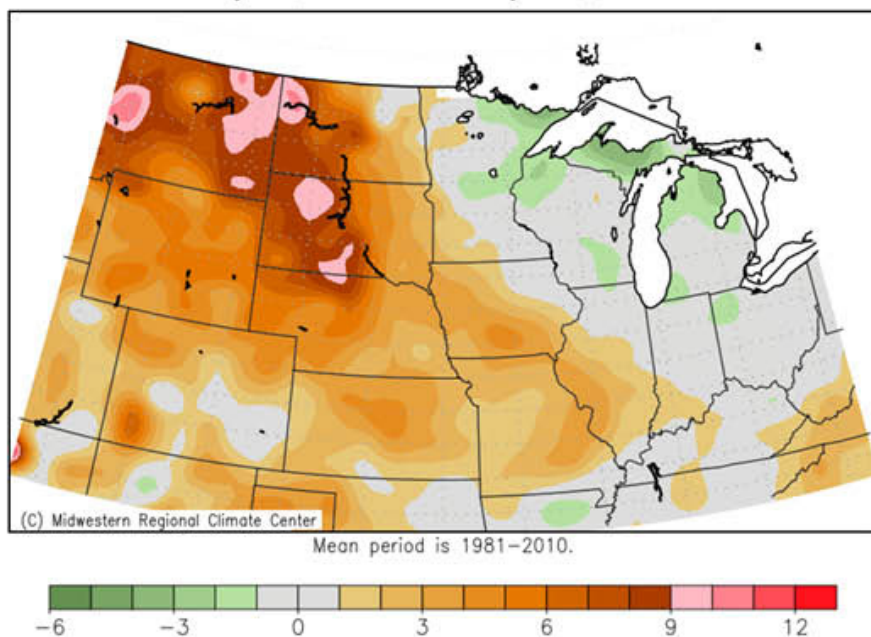 (C) Midwestern Regional Climate Center
Mean period is 1981-2010.
-6 -3 0 3 6 9 12